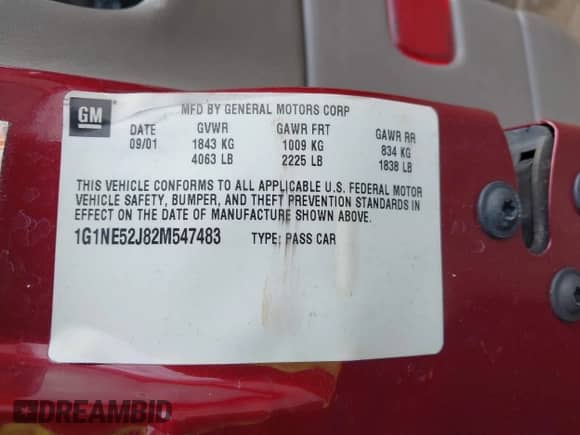 GM
MFD BY GENERAL MOTORS CORP
DATE GVWR GAWR FRT GAWR RR
09/01 1843 KG 1009 KG 834 KG
4063 LB 2225 LB 1838 LB
THIS VEHICLE CONFORMS TO ALL APPLICABLE U.S. FEDERAL MOTOR
VEHICLE SAFETY, BUMPER, AND THEFT PREVENTION STANDARDS IN
EFFECT ON THE DATE OF MANUFACTURE SHOWN ABOVE.
1G1NE52J82M547483 TYPE: PASS CAR
DREAMBID